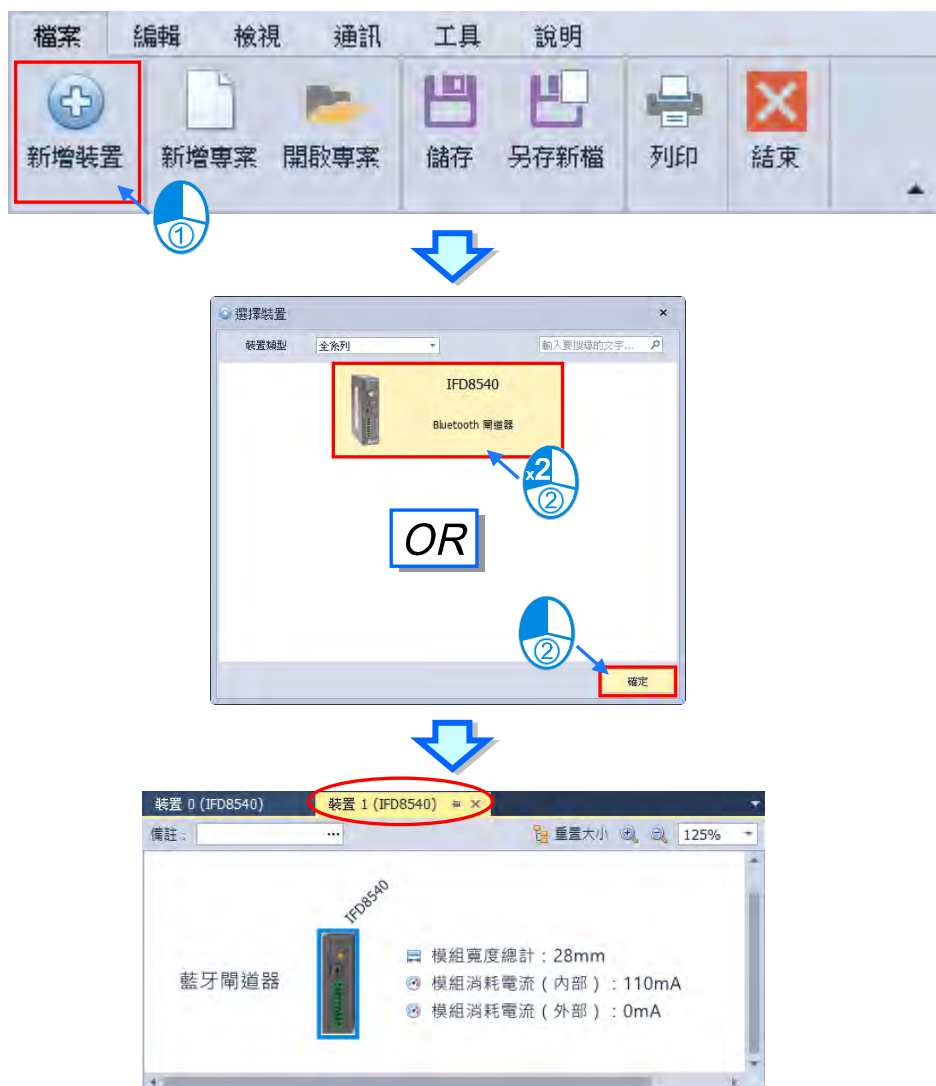 檔案 編輯 檢視 通訊 工具 說明
新增裝置 新增專案 開啟專案 儲存 另存新檔 列印 結束
①
選擇裝置 ×
裝置類型 全系列 輸入要搜尋的文字...
IFD8540
Bluetooth 閘道器
x2
②
OR
②
確定
裝置 0 (IFD8540) 裝置 1 (IFD8540)
備註 : ... 重置大小 125%
IFD8540
藍牙閘道器
模組寬度總計 : 28mm
模組消耗電流 ( 內部 ) : 110mA
模組消耗電流 ( 外部 ) : 0mA